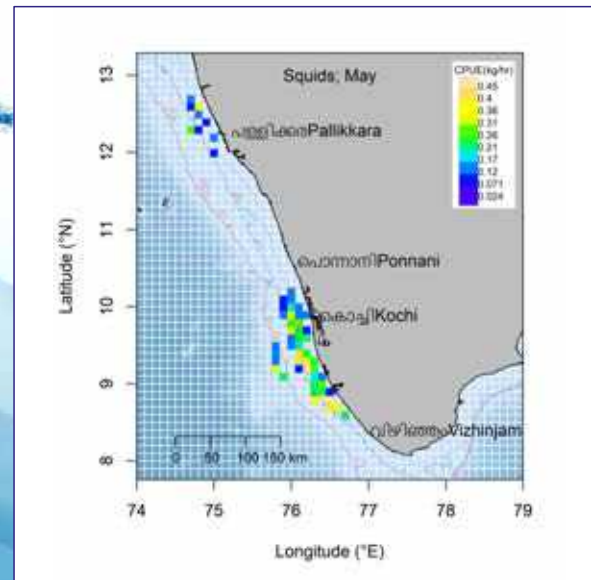 Squids; May
CPUE(kg/hr)
0.45
0.4
0.36
0.31
0.26
0.21
0.17
0.12
0.071
0.024
പള്ളിക്കരPallikkara
പൊന്നാനിPonnani
കൊച്ചിKochi
വിഴിഞ്ഞംVizhinjam
0 50 100 150 km
Latitude (°N)
13
12
11
10
9
8
74 75 76 77 78 79
Longitude (°E)